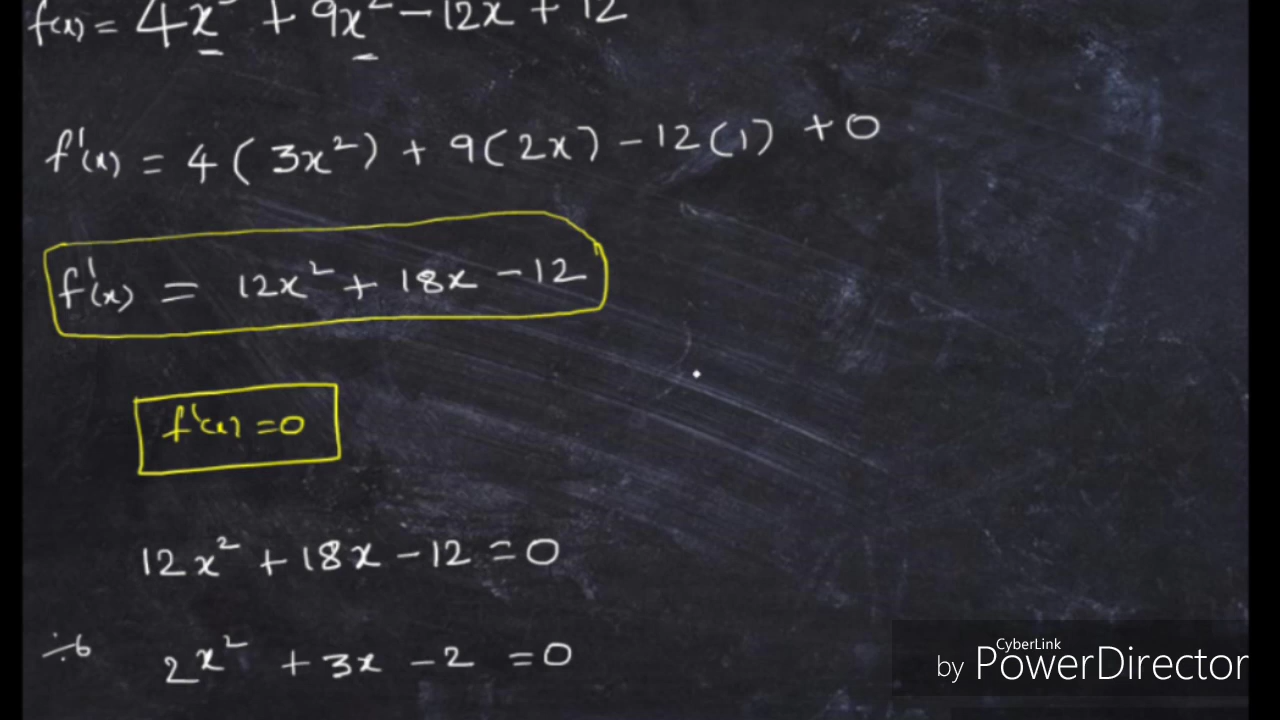 f(x) = 4x³ + 9x² - 12x + 12
f'(x) = 4(3x²) + 9(2x) - 12(1) + 0
f'(x) = 12x² + 18x - 12
f'(x) = 0
12x² + 18x - 12 = 0
÷6 2x² + 3x - 2 = 0
CyberLink
by PowerDirector